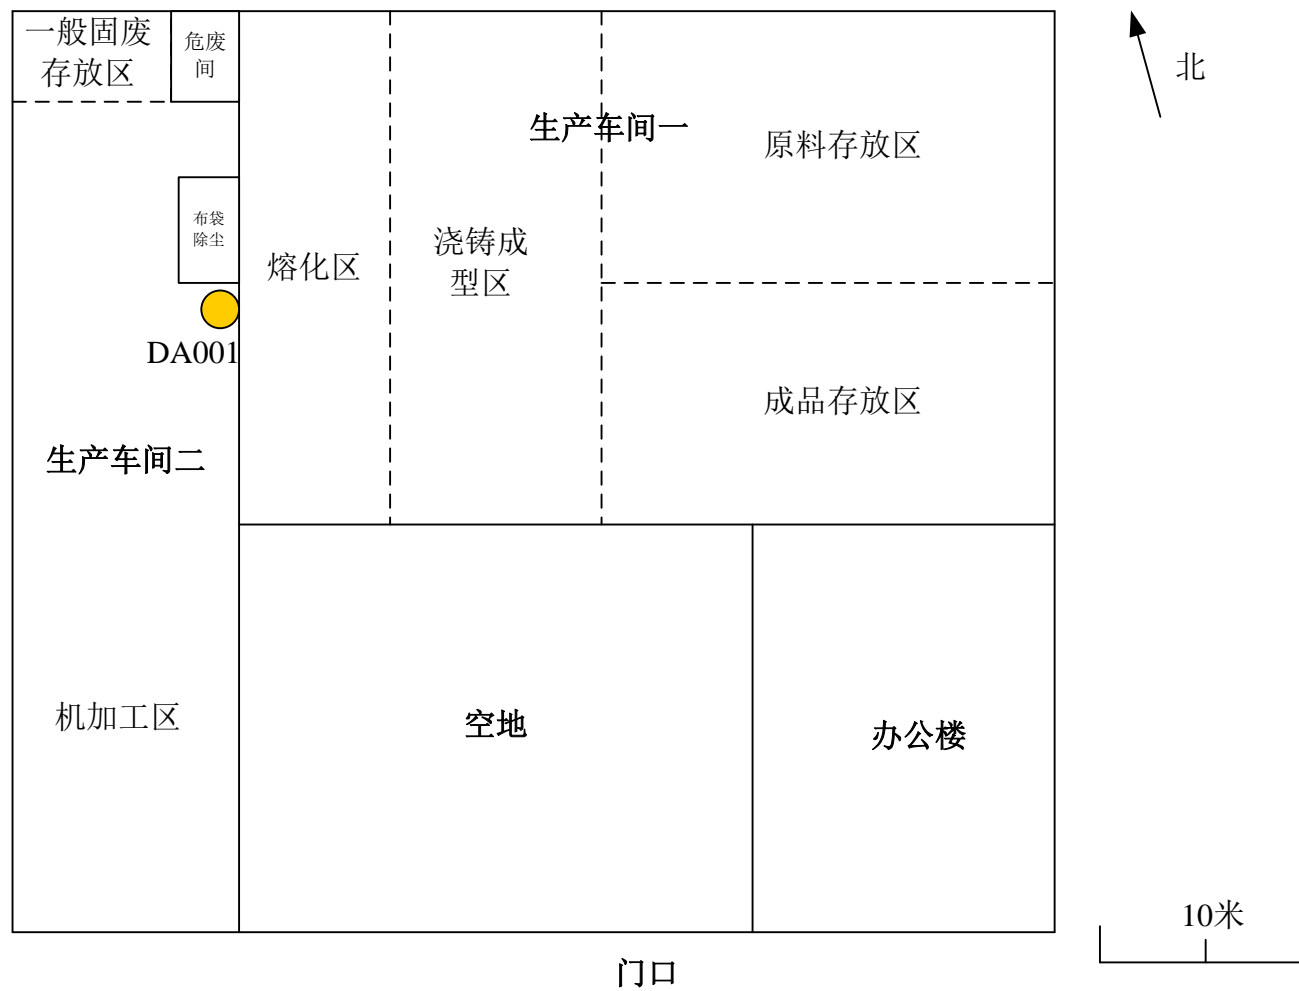 一般固废
存放区
危废
间
北
生产车间一
原料存放区
布袋
除尘
浇铸成
型区
熔化区
DA001
成品存放区
生产车间二
机加工区
空地
办公楼
10米
门口